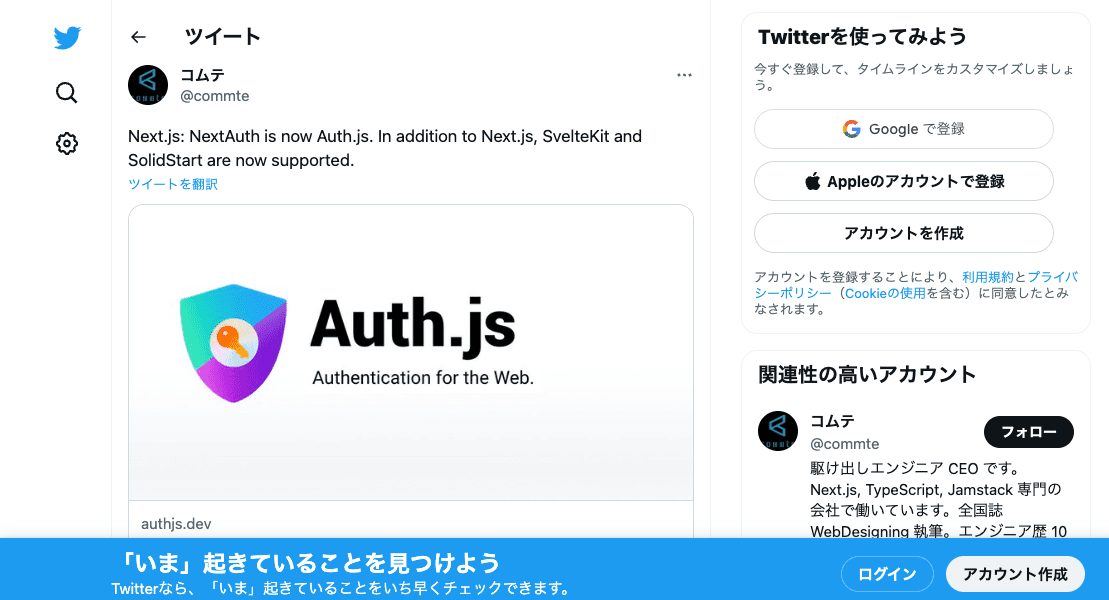 ツイート
コムテ
@commte
Next.js: NextAuth is now Auth.js. In addition to Next.js, SvelteKit and
SolidStart are now supported.
ツイートを翻訳
Auth.js
Authentication for the Web.
authjs.dev
Twitterを使ってみよう
今すぐ登録して、タイムラインをカスタマイズしましょ
う。
Google で登録
Appleのアカウントで登録
アカウントを作成
アカウントを登録することにより、利用規約とプライバ
シーポリシー（Cookieの使用を含む）に同意したとみ
なされます。
関連性の高いアカウント
コムテ
@commte
フォロー
駆け出しエンジニア CEO です。
Next.js, TypeScript, Jamstack 専門の
会社で働いています。全国誌
WebDesigning 執筆。エンジニア歴 10
「いま」起きていることを見つけよう
Twitterなら、「いま」起きていることをいち早くチェックできます。
ログイン
アカウント作成